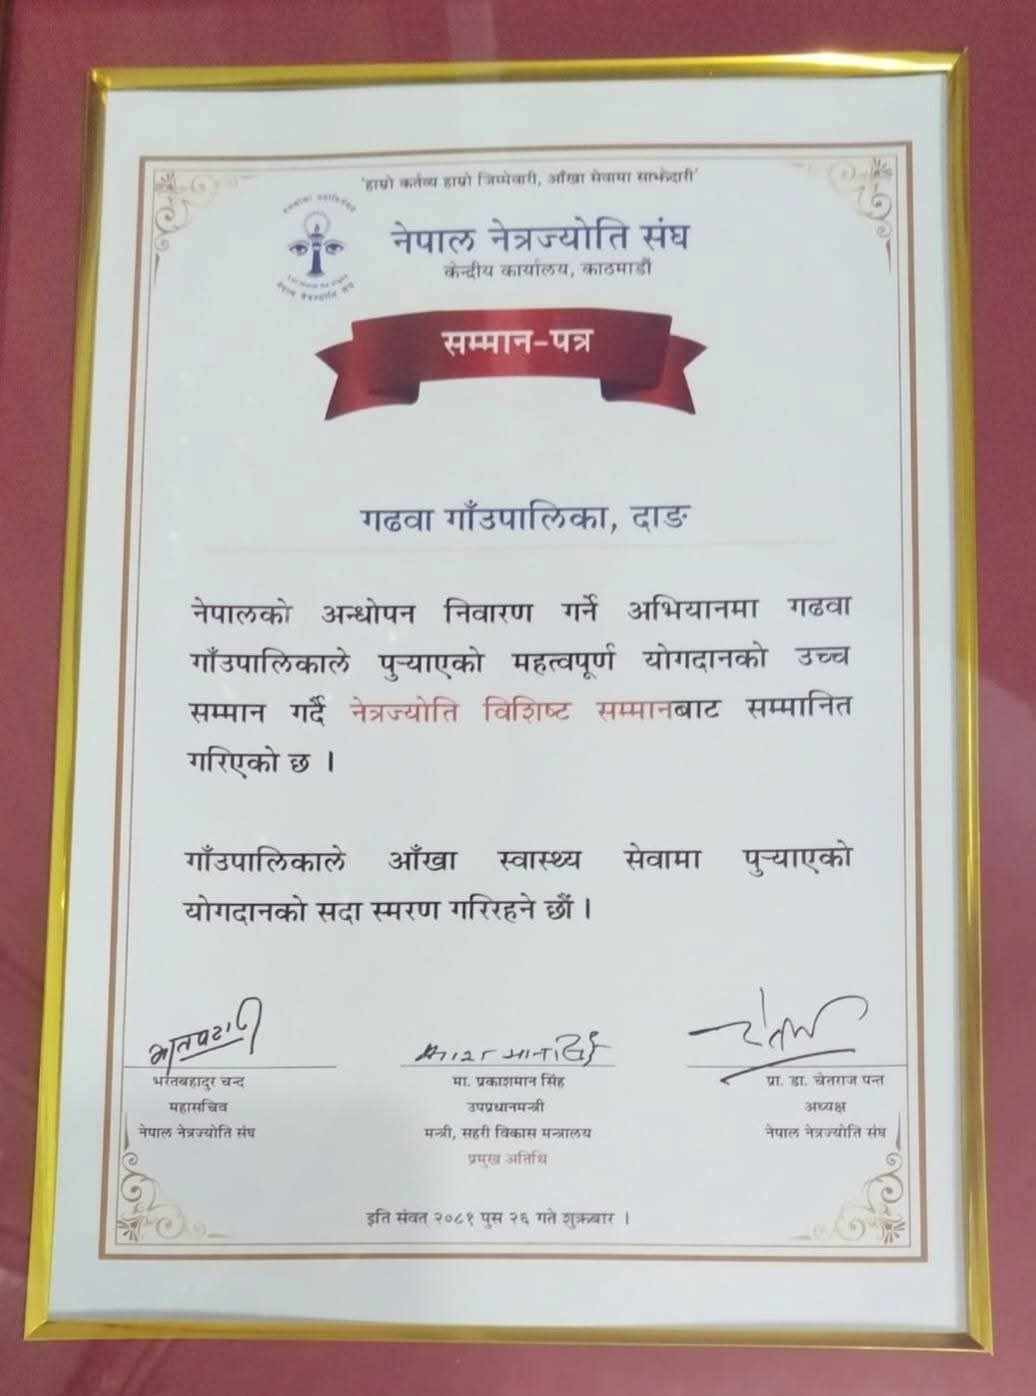 'हाम्रो कर्तव्य हाम्रो जिम्मेवारी, आँखा सेवामा साझेदारी'
नेपाल नेत्रज्योति संघ
केन्द्रीय कार्यालय, काठमाडौं
नेपाल नेत्रज्योति संघ
सम्मान-पत्र
गढवा गाँउपालिका, दाङ
नेपालको अन्धोपन निवारण गर्ने अभियानमा गढवा
गाँउपालिकाले पुऱ्याएको महत्वपूर्ण योगदानको उच्च
सम्मान गर्दै नेत्रज्योति विशिष्ट सम्मानबाट सम्मानित
गरिएको छ ।
गाँउपालिकाले आँखा स्वास्थ्य सेवामा पुऱ्याएको
योगदानको सदा स्मरण गरिरहने छौं ।
भरतबहादुर चन्द
महासचिव
नेपाल नेत्रज्योति संघ
प्रकाशमान सिंह
मा. प्रकाशमान सिंह
उपप्रधानमन्त्री
मन्त्री, सहरी विकास मन्त्रालय
प्रमुख अतिथि
प्रा. डा. चेतराज पन्त
अध्यक्ष
नेपाल नेत्रज्योति संघ
इति संवत २०८१ पुस २६ गते शुक्रबार ।